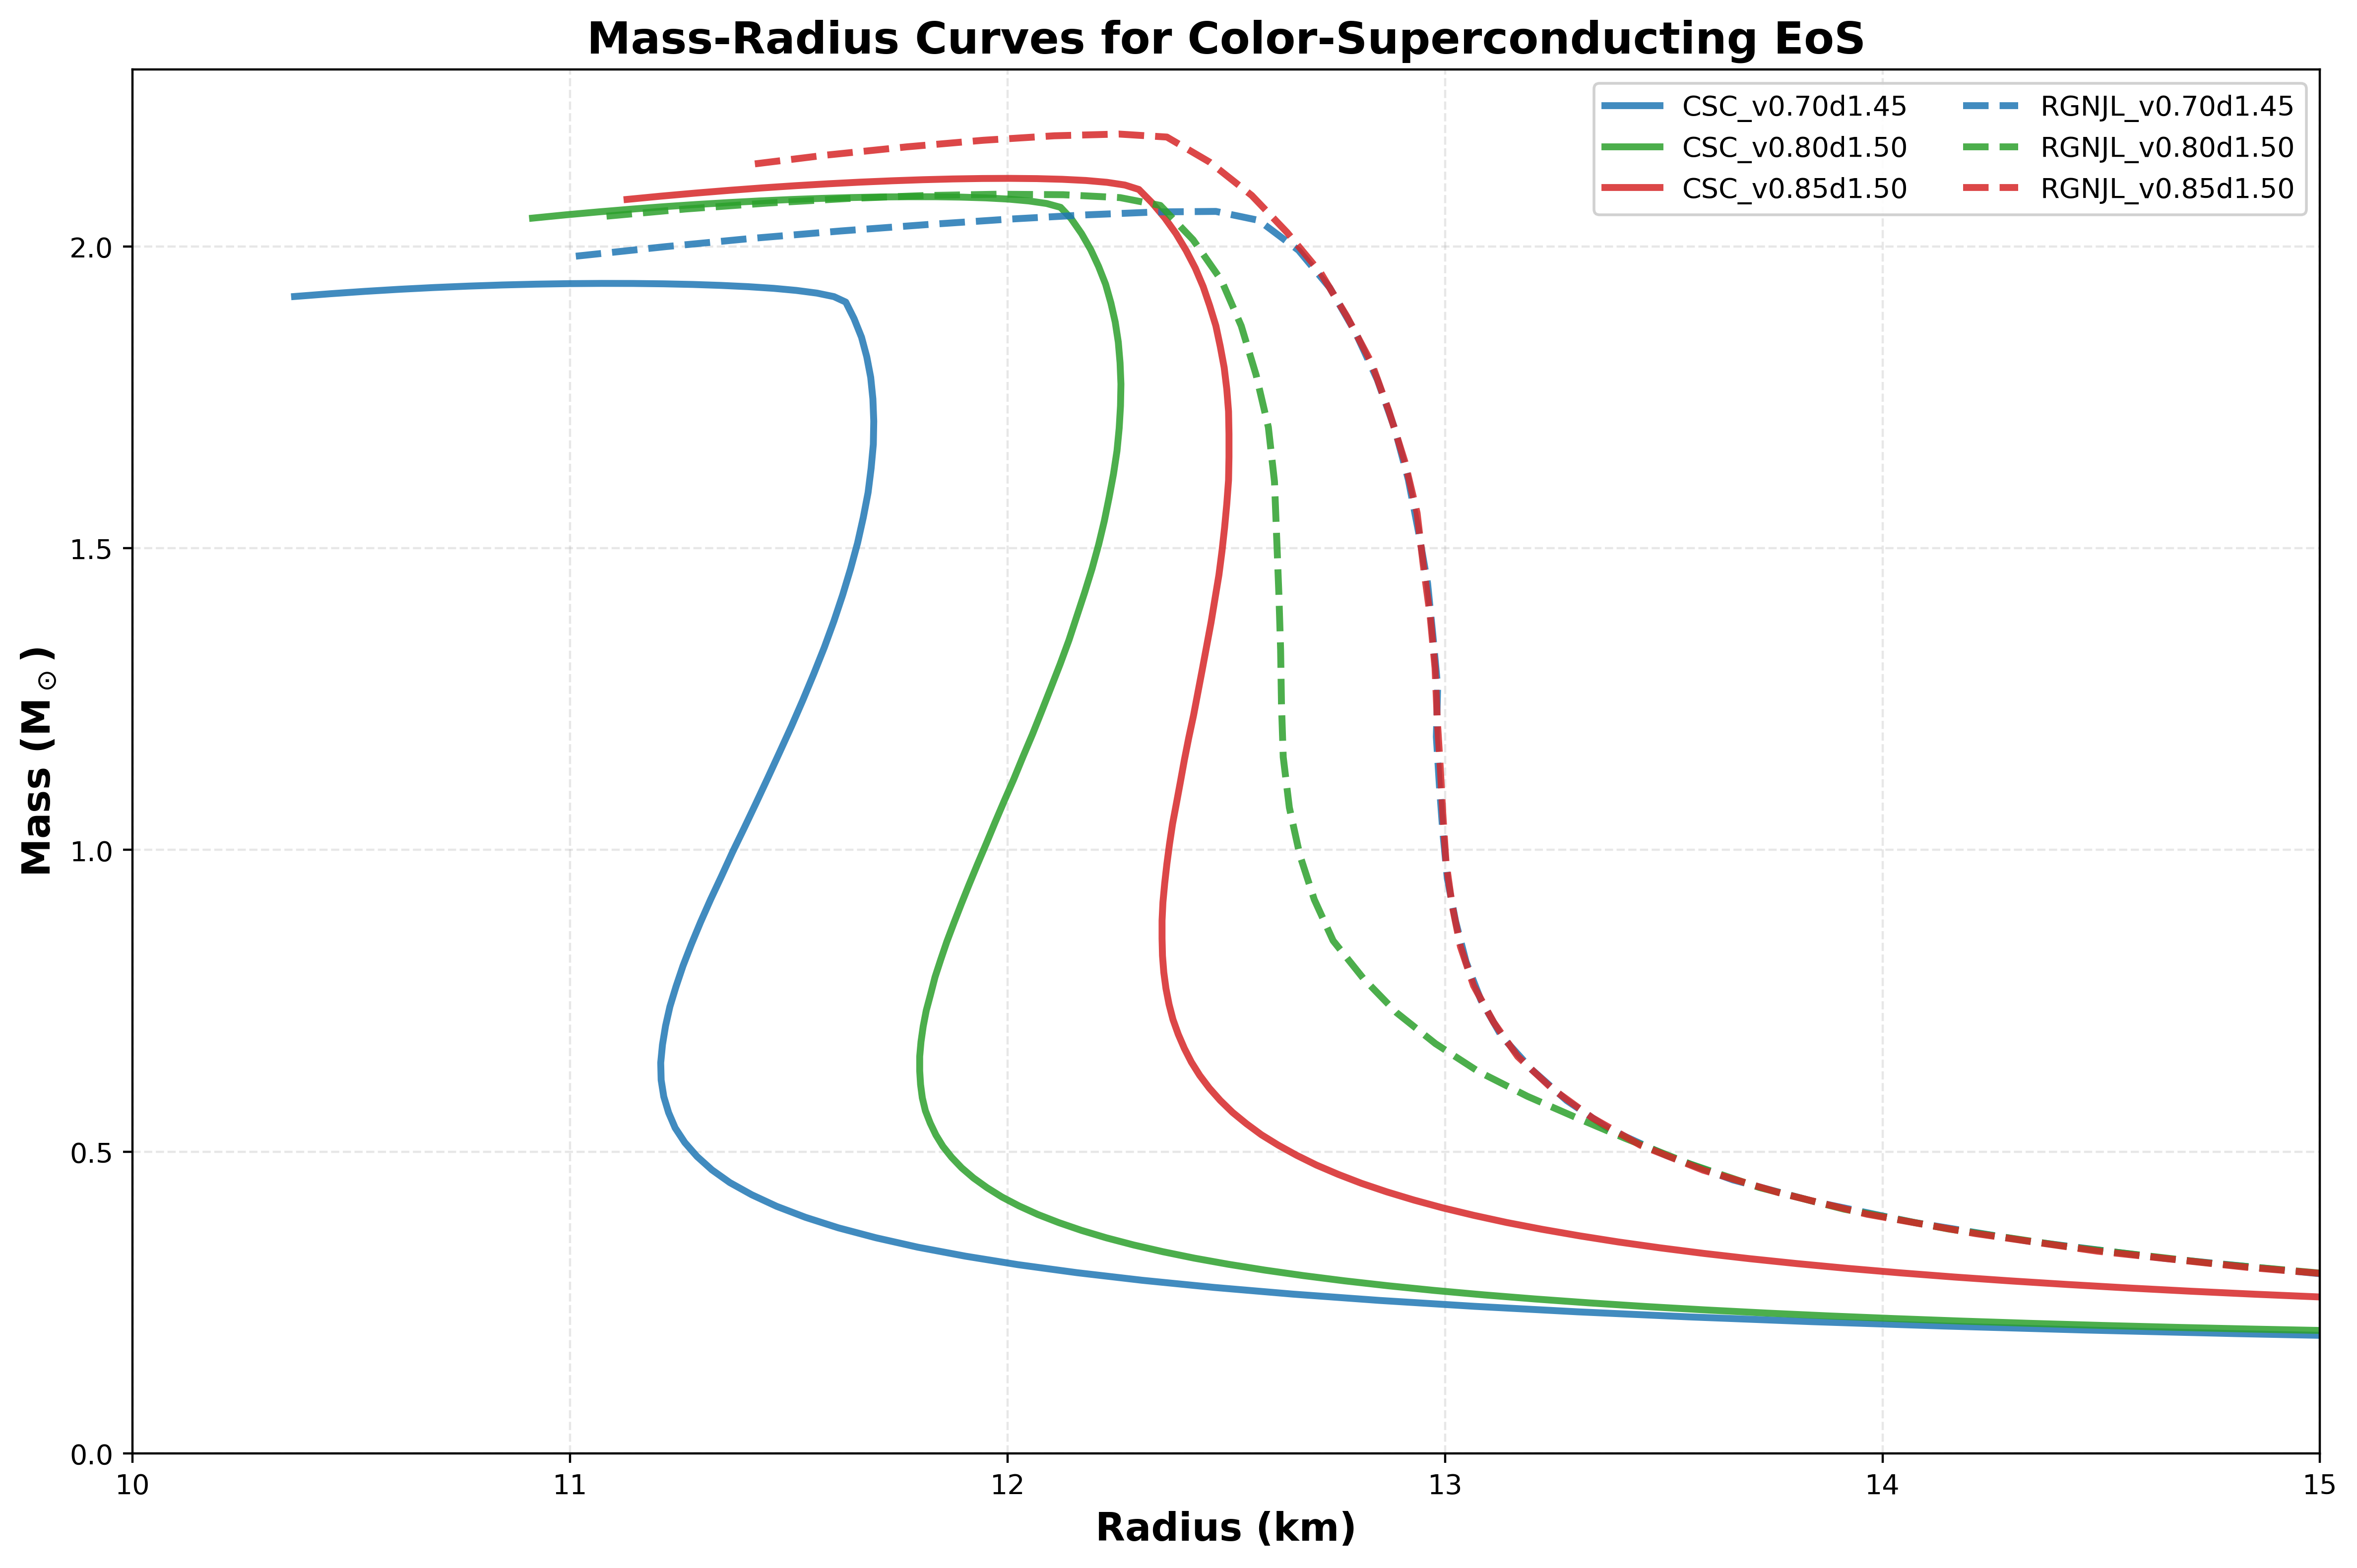 Mass-Radius Curves for Color-Superconducting EoS
CSC_v0.70d1.45
CSC_v0.80d1.50
CSC_v0.85d1.50
RGNJL_v0.70d1.45
RGNJL_v0.80d1.50
RGNJL_v0.85d1.50
Mass (M⊙)
2.0
1.5
1.0
0.5
0.0
10 11 12 13 14 15
Radius (km)